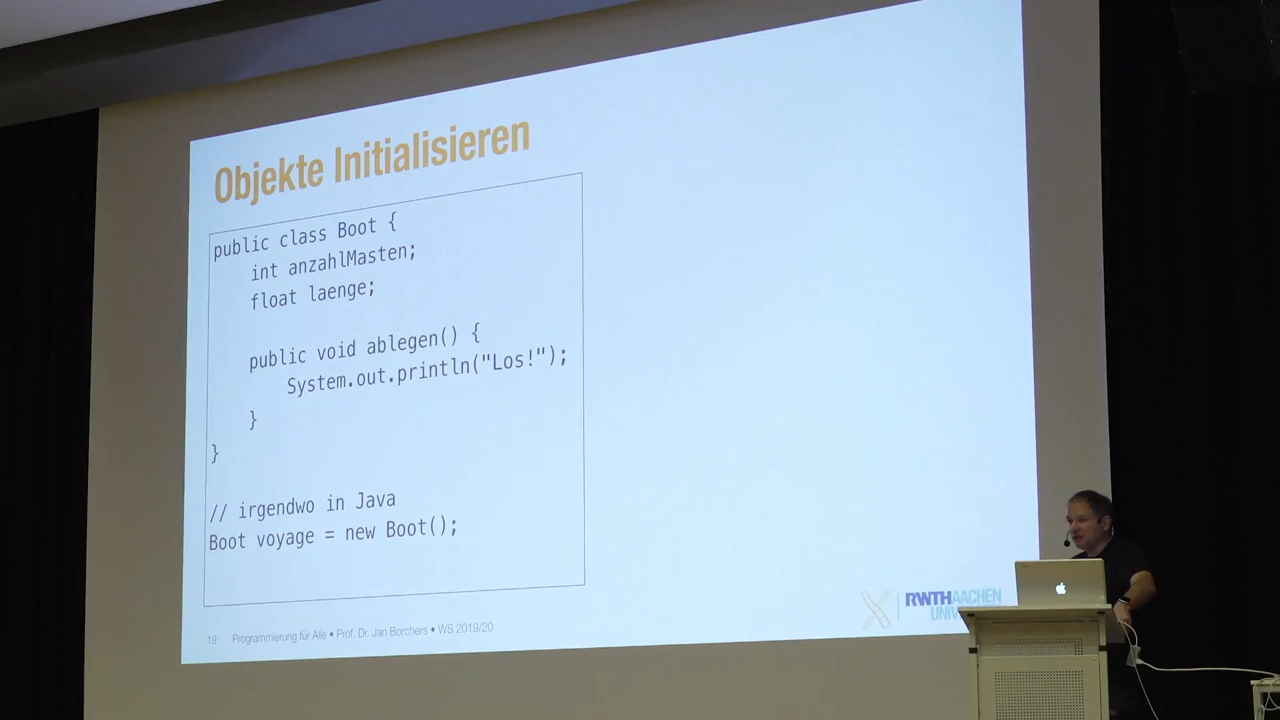 Objekte Initialisieren
public class Boot {
    int anzahlMasten;
    float laenge;
    public void ablegen() {
        System.out.println("Los!");
    }
}
// irgendwo in Java
Boot voyage = new Boot();
19 Programmierung für Alle • Prof. Dr. Jan Borchers • WS 2019/20
RWTHAACHEN